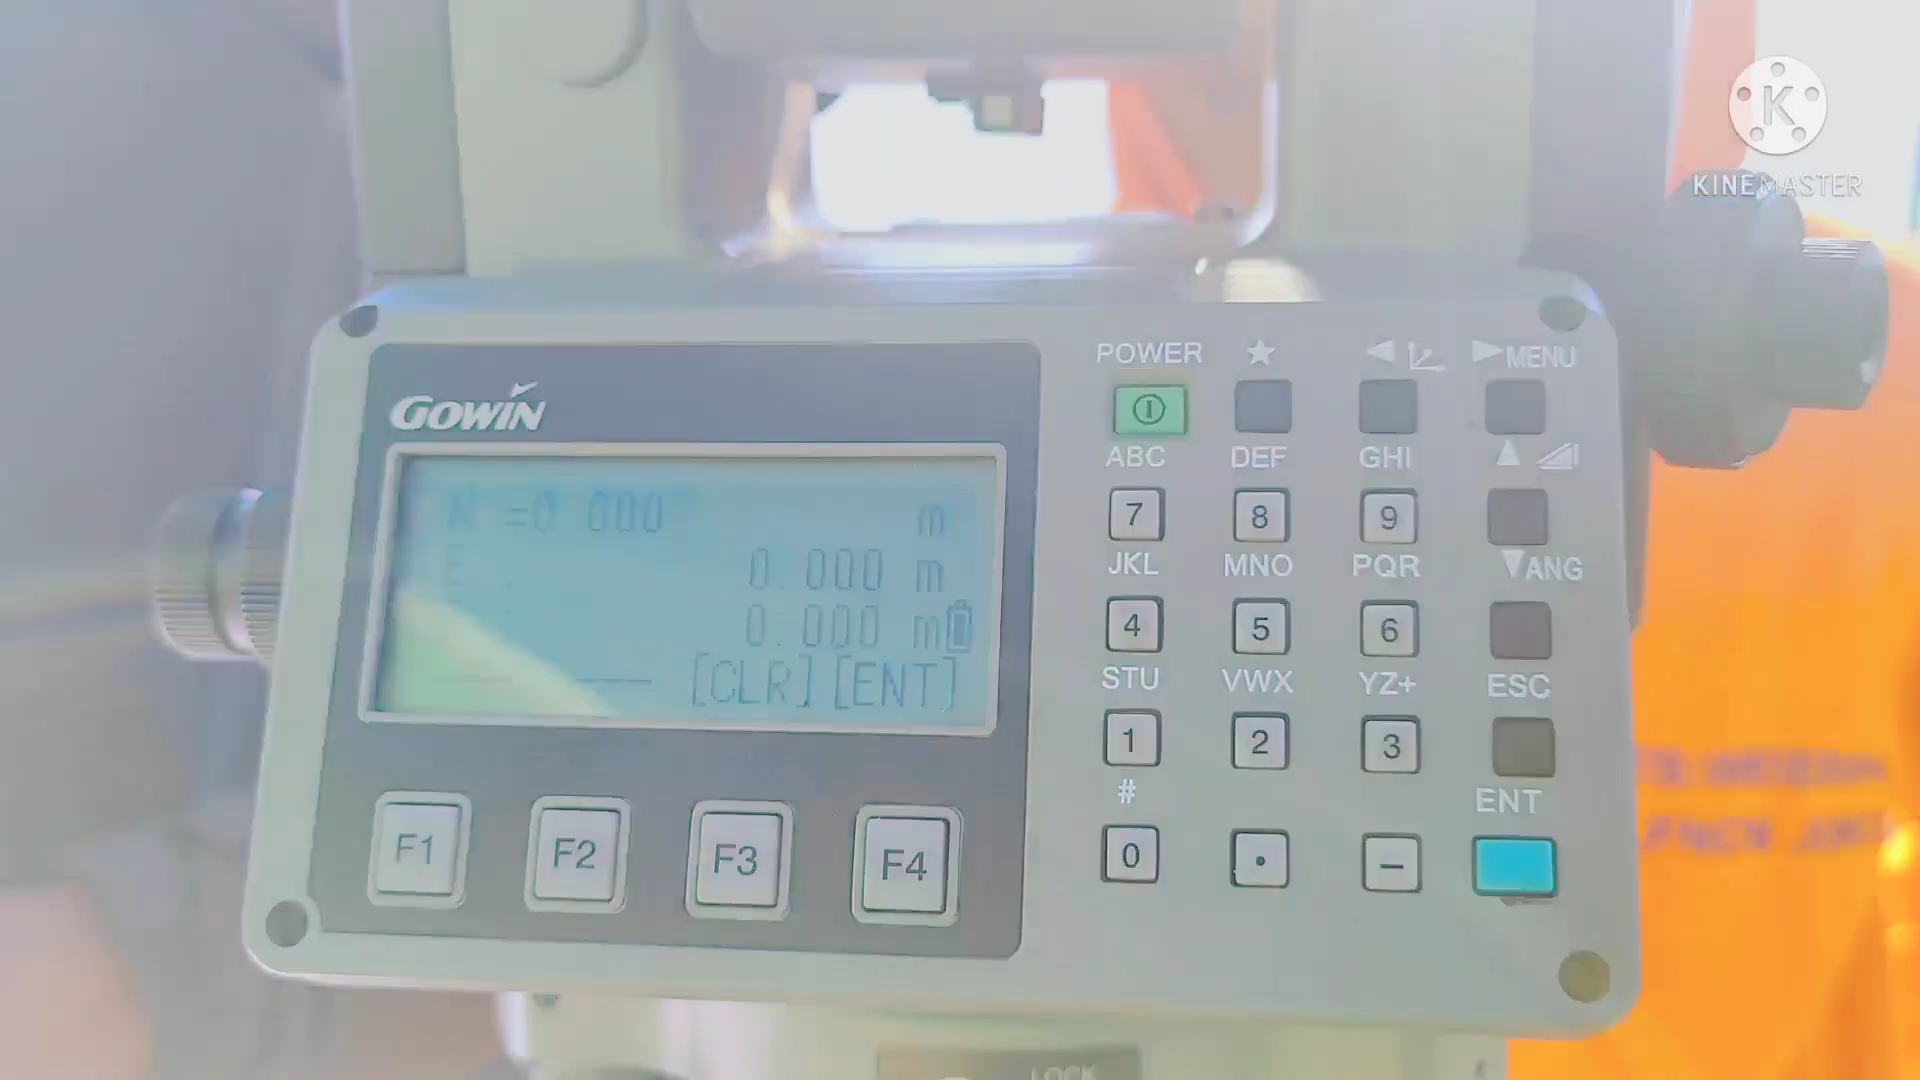 KINEMASTER
GOWIN
N =0 000 m
E 0.000 m
0.000 m
[CLR] [ENT]
F1 F2 F3 F4
POWER ★ ◀ ▶MENU
ABC DEF GHI ▲
7 8 9
JKL MNO PQR ▼ANG
4 5 6
STU VWX YZ+ ESC
1 2 3
# ENT
0 . −
LOCK